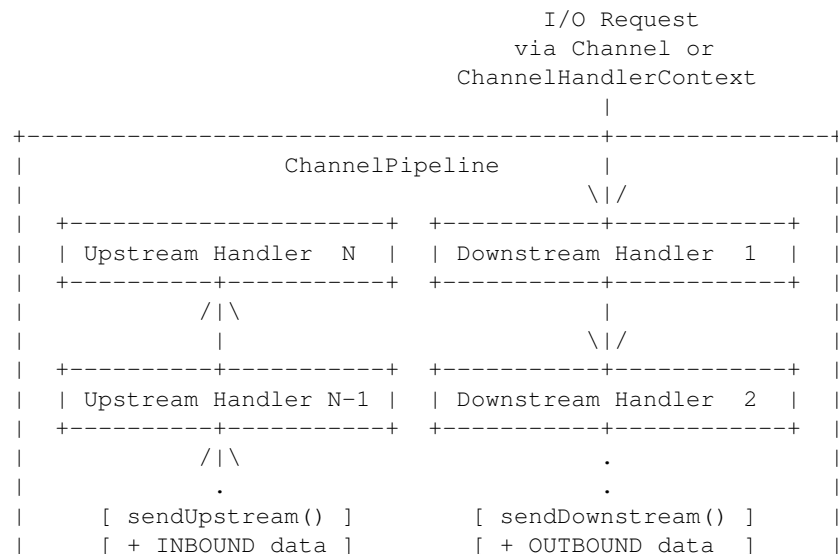 I/O Request
via Channel or
ChannelHandlerContext
|
+----------------------------------------+---------------+
|                  ChannelPipeline       |               |
|                                       \|/              |
|  +----------------------+  +-----------+------------+  |
|  | Upstream Handler  N  |  | Downstream Handler  1  |  |
|  +----------+-----------+  +-----------+------------+  |
|            /|\                         |               |
|             |                         \|/              |
|  +----------+-----------+  +-----------+------------+  |
|  | Upstream Handler N-1 |  | Downstream Handler  2  |  |
|  +----------+-----------+  +-----------+------------+  |
|            /|\                         .               |
|             .                          .               |
|     [ sendUpstream() ]        [ sendDownstream() ]     |
|     [ + INBOUND data ]        [ + OUTBOUND data  ]     |